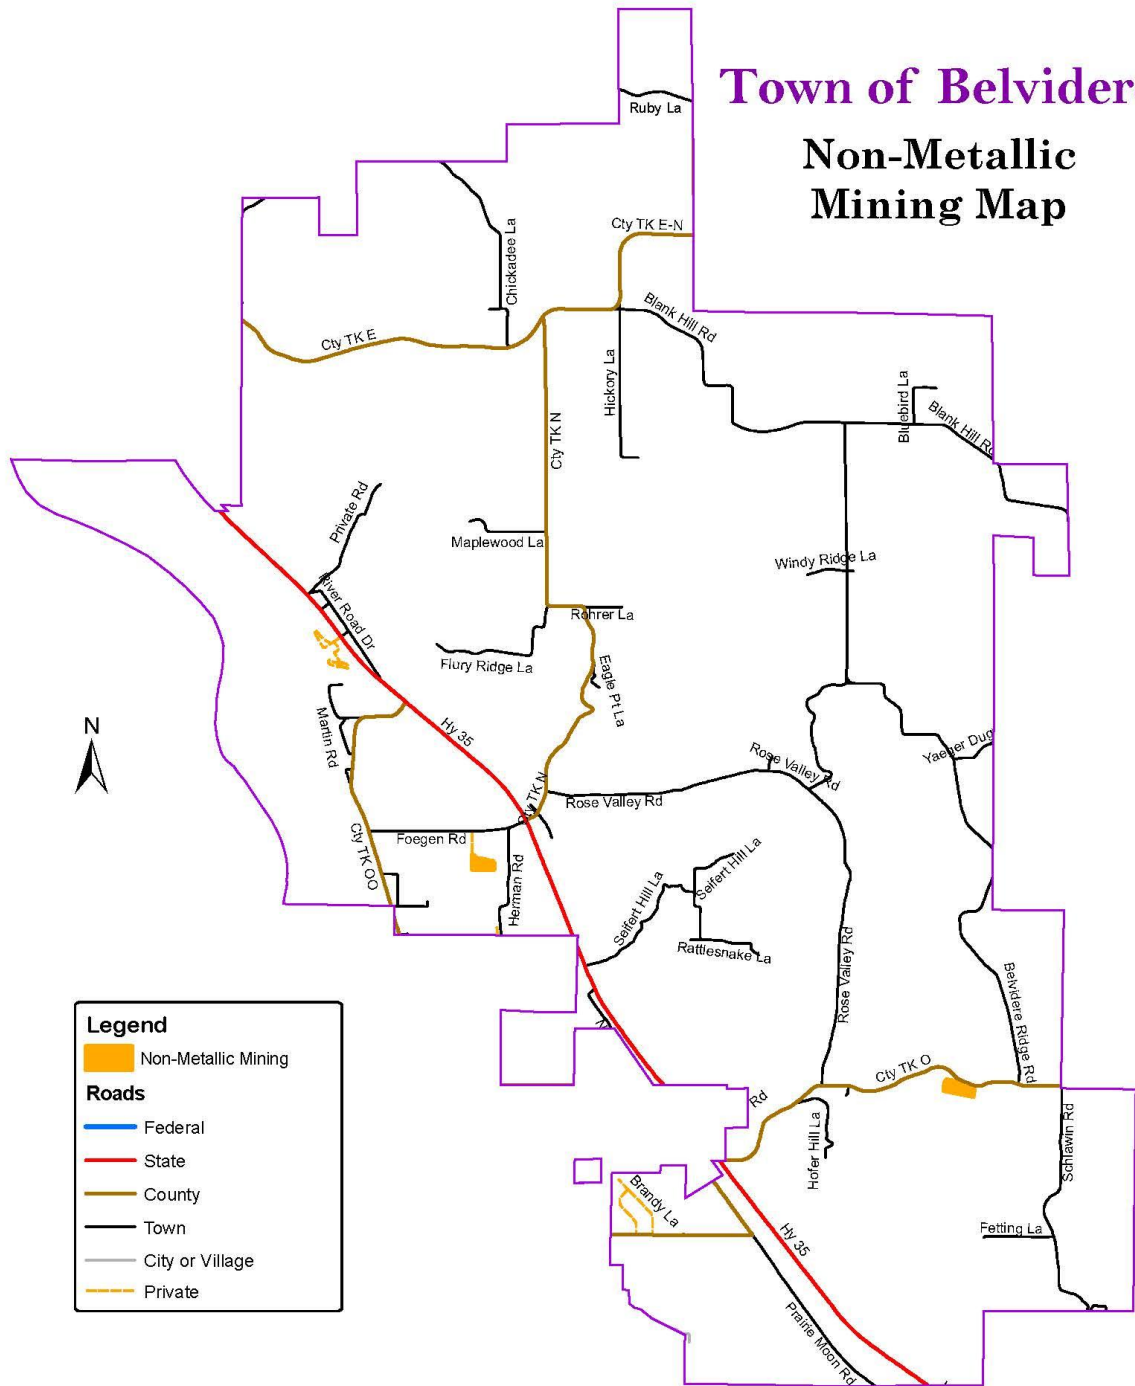 Town of Belvider
Non-Metallic
Mining Map
Ruby La
Cty TK E-N
Chickadee La
Blank Hill Rd
Cty TK E
Hickory La
Bluebird La
Blank Hill Rd
Cty TK N
Private Rd
Maplewood La
Windy Ridge La
River Road Dr
Rohrer La
Flury Ridge La
Eagle Pt La
N
Martin Rd
Hy 35
Yaeger Dug
Rose Valley Rd
Cty TK N
Rose Valley Rd
Foegen Rd
Cty TK OO
Herman Rd
Seifert Hill La
Seifert Hill La
Rattlesnake La
Rose Valley Rd
Belvidere Ridge Rd
Cty TK O
Rd
Hofer Hill La
Schlawin Rd
Brandy La
Hy 35
Fetting La
Prairie Moon Rd
Legend
Non-Metallic Mining
Roads
Federal
State
County
Town
City or Village
Private